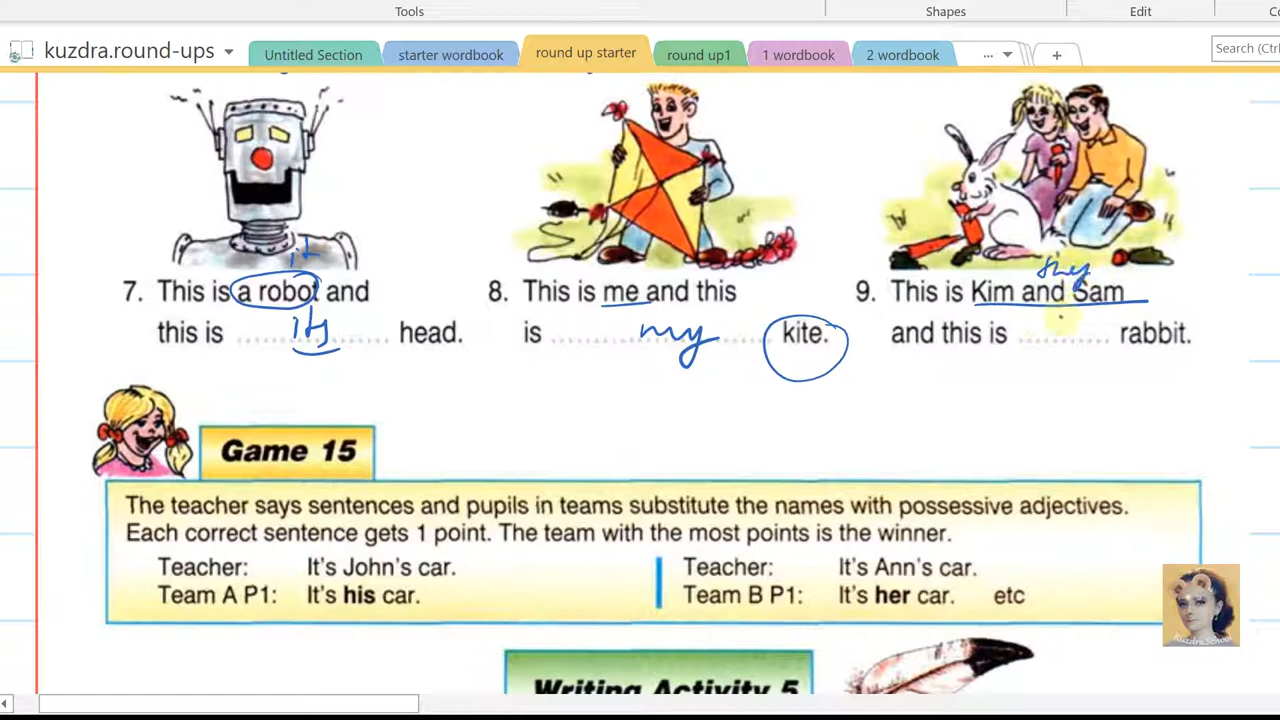 Tools Shapes Edit
kuzdra.round-ups Untitled Section starter wordbook round up starter round up1 1 wordbook 2 wordbook ... + Search (Ctrl
it
they
7. This is a robot and
this is its head.
8. This is me and this
is my kite.
9. This is Kim and Sam
and this is .......... rabbit.
Game 15
The teacher says sentences and pupils in teams substitute the names with possessive adjectives.
Each correct sentence gets 1 point. The team with the most points is the winner.
Teacher: It's John's car.
Team A P1: It's his car.
Teacher: It's Ann's car.
Team B P1: It's her car. etc
Kuzdra School
Writing Activity 5